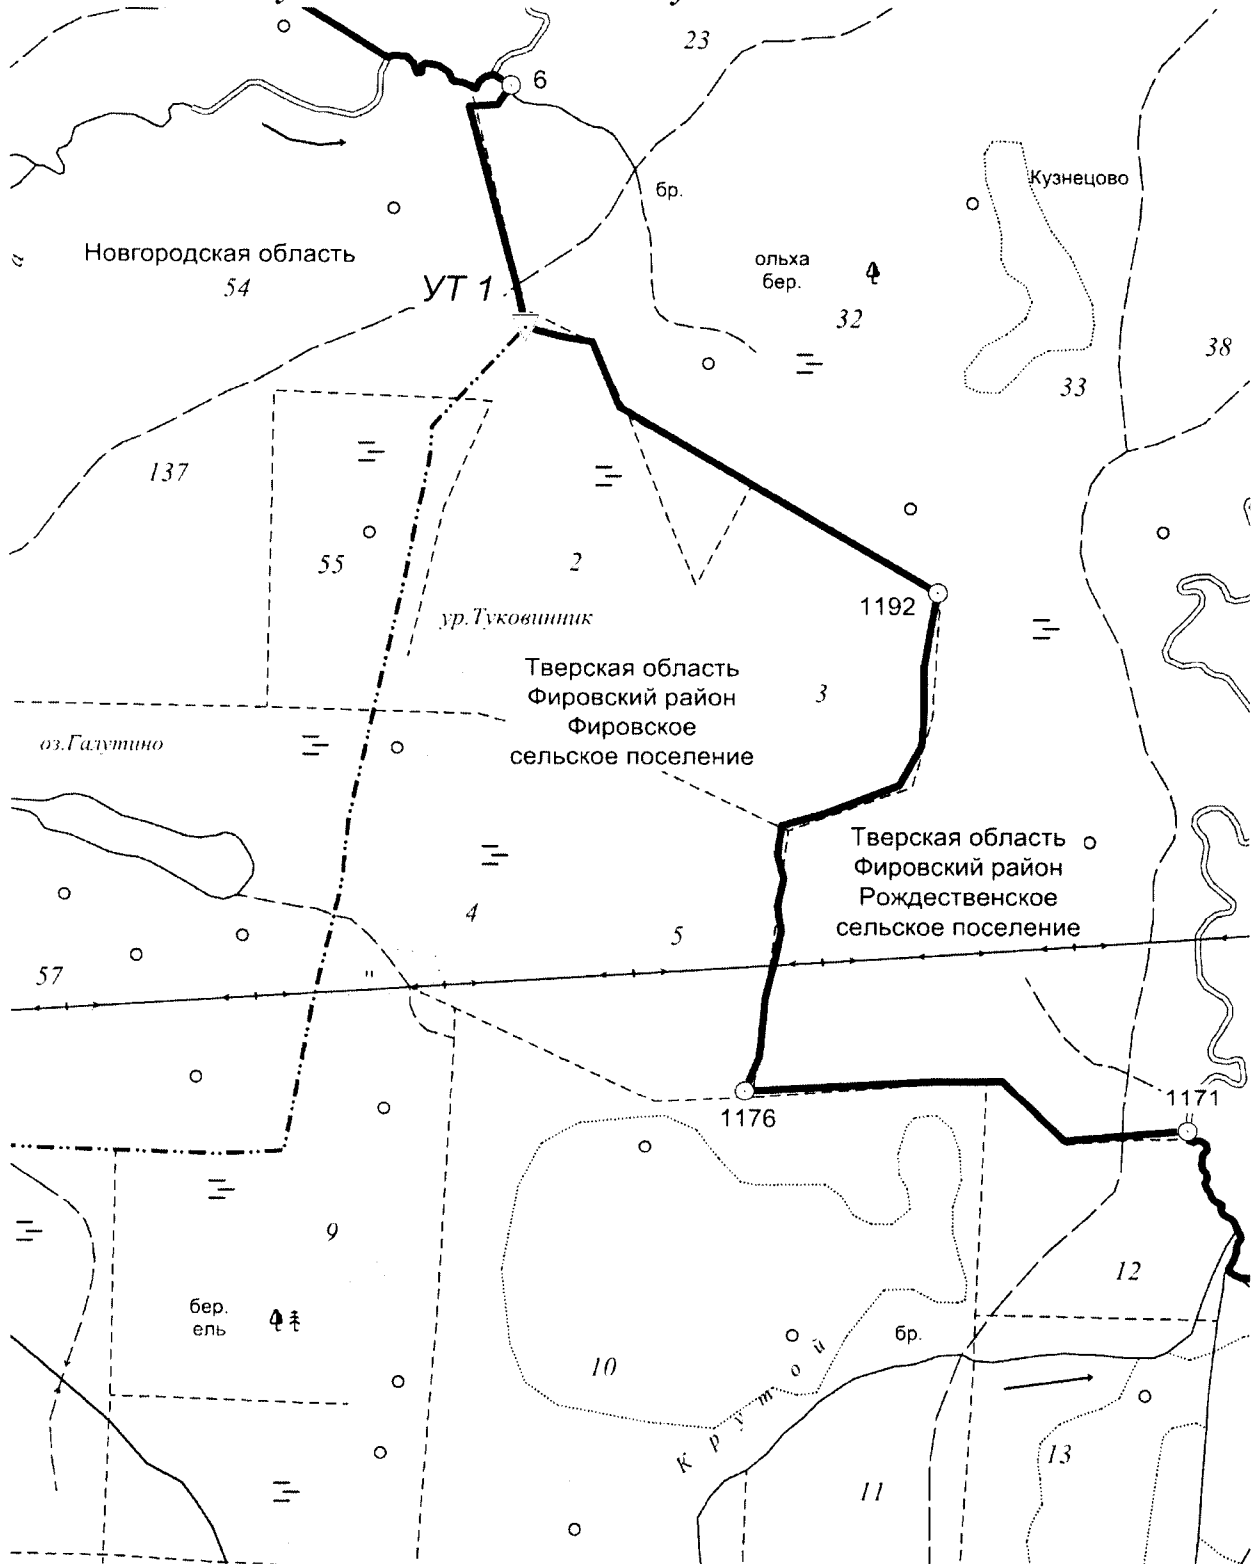 23
6
Кузнецово
бр.
Новгородская область
54
ольха
бер.
УТ 1
32
38
33
137
55
2
1192
ур.Туковинник
Тверская область
Фировский район
Фировское
сельское поселение
3
оз.Галутино
Тверская область
Фировский район
Рождественское
сельское поселение
4
5
57
1176
1171
9
12
бер.
ель
бр.
10
Крутой
13
11